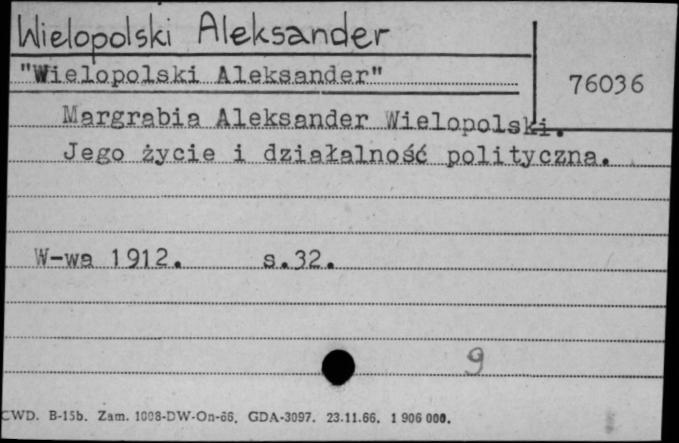 Wielopolski Aleksander
"Wielopolski Aleksander"
76036
Margrabia Aleksander Wielopolski.
Jego życie i działalność polityczna.
W-wa 1912. s.32.
9
CWD. B-15b. Zam. 1008-DW-On-66. GDA-3097. 23.11.66. 1 906 000.